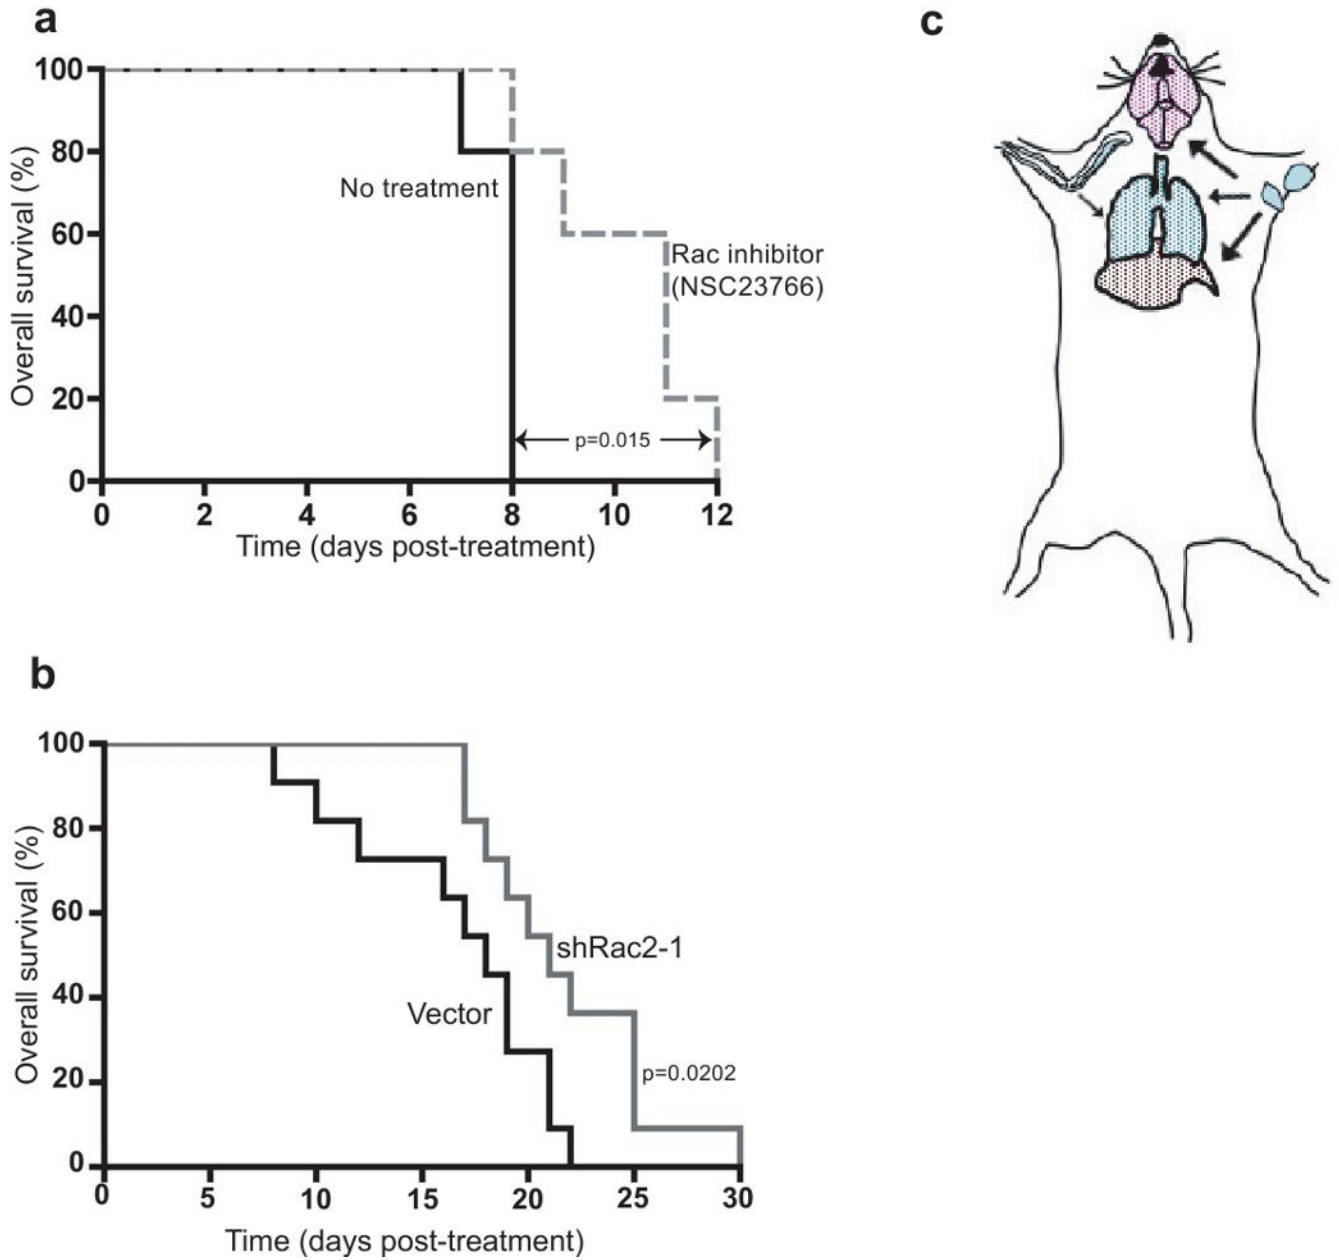 a
100
80
60
40
20
0
Overall survival (%)
No treatment
Rac inhibitor
(NSC23766)
p=0.015
0 2 4 6 8 10 12
Time (days post-treatment)
c
b
100
80
60
40
20
0
Overall survival (%)
shRac2-1
Vector
p=0.0202
0 5 10 15 20 25 30
Time (days post-treatment)